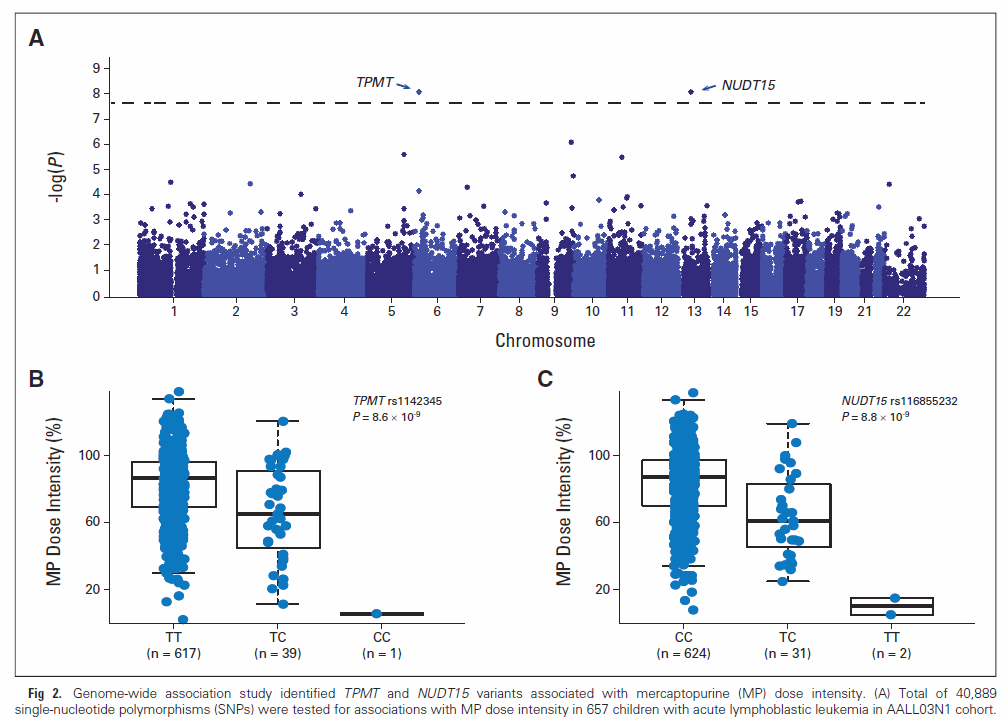 A
9
8
7
6
5
4
3
2
1
0
-log(P)
TPMT
NUDT15
1 2 3 4 5 6 7 8 9 10 11 12 13 14 15 17 19 21 22
Chromosome
B
TPMT rs1142345
P = 8.6 × 10-9
MP Dose Intensity (%)
100
60
20
TT TC CC
(n = 617) (n = 39) (n = 1)
C
NUDT15 rs116855232
P = 8.8 × 10-9
MP Dose Intensity (%)
100
60
20
CC TC TT
(n = 624) (n = 31) (n = 2)
Fig 2. Genome-wide association study identified TPMT and NUDT15 variants associated with mercaptopurine (MP) dose intensity. (A) Total of 40,889
single-nucleotide polymorphisms (SNPs) were tested for associations with MP dose intensity in 657 children with acute lymphoblastic leukemia in AALL03N1 cohort.